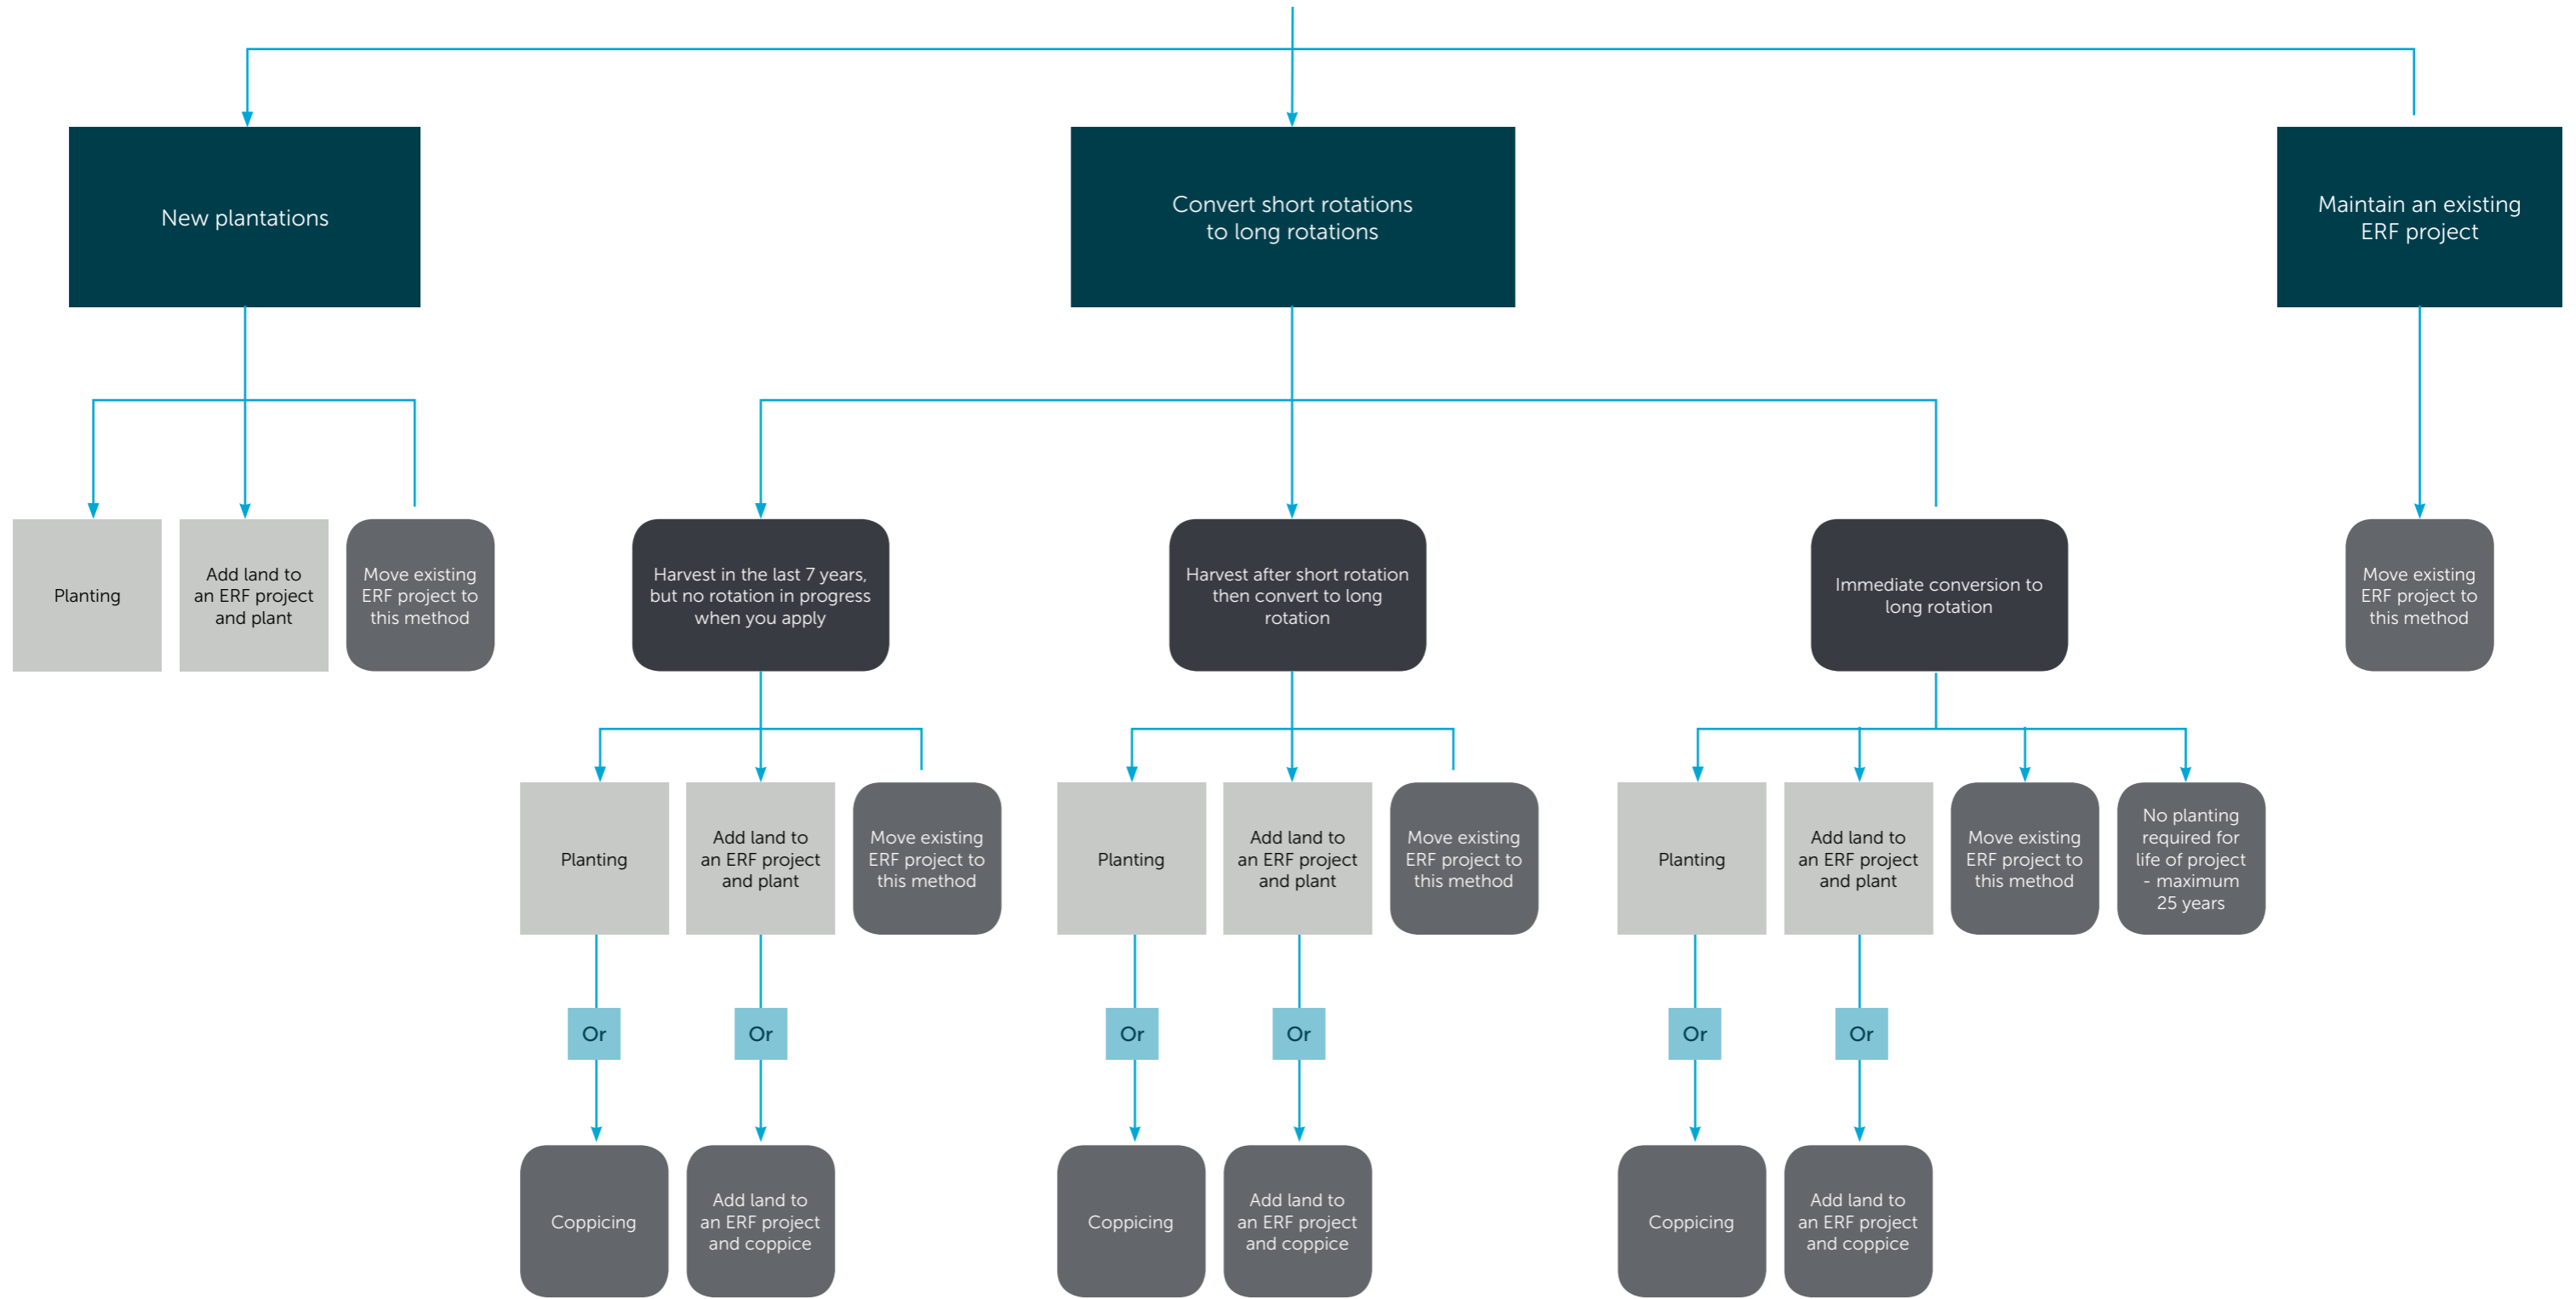 New plantations
Convert short rotations
to long rotations
Maintain an existing
ERF project
Planting
Add land to
an ERF project
and plant
Move existing
ERF project to
this method
Harvest in the last 7 years,
but no rotation in progress
when you apply
Harvest after short rotation
then convert to long
rotation
Immediate conversion to
long rotation
Move existing
ERF project to
this method
Planting
Add land to
an ERF project
and plant
Move existing
ERF project to
this method
Planting
Add land to
an ERF project
and plant
Move existing
ERF project to
this method
Planting
Add land to
an ERF project
and plant
Move existing
ERF project to
this method
No planting
required for
life of project
- maximum
25 years
Or
Or
Or
Or
Or
Or
Coppicing
Add land to
an ERF project
and coppice
Coppicing
Add land to
an ERF project
and coppice
Coppicing
Add land to
an ERF project
and coppice